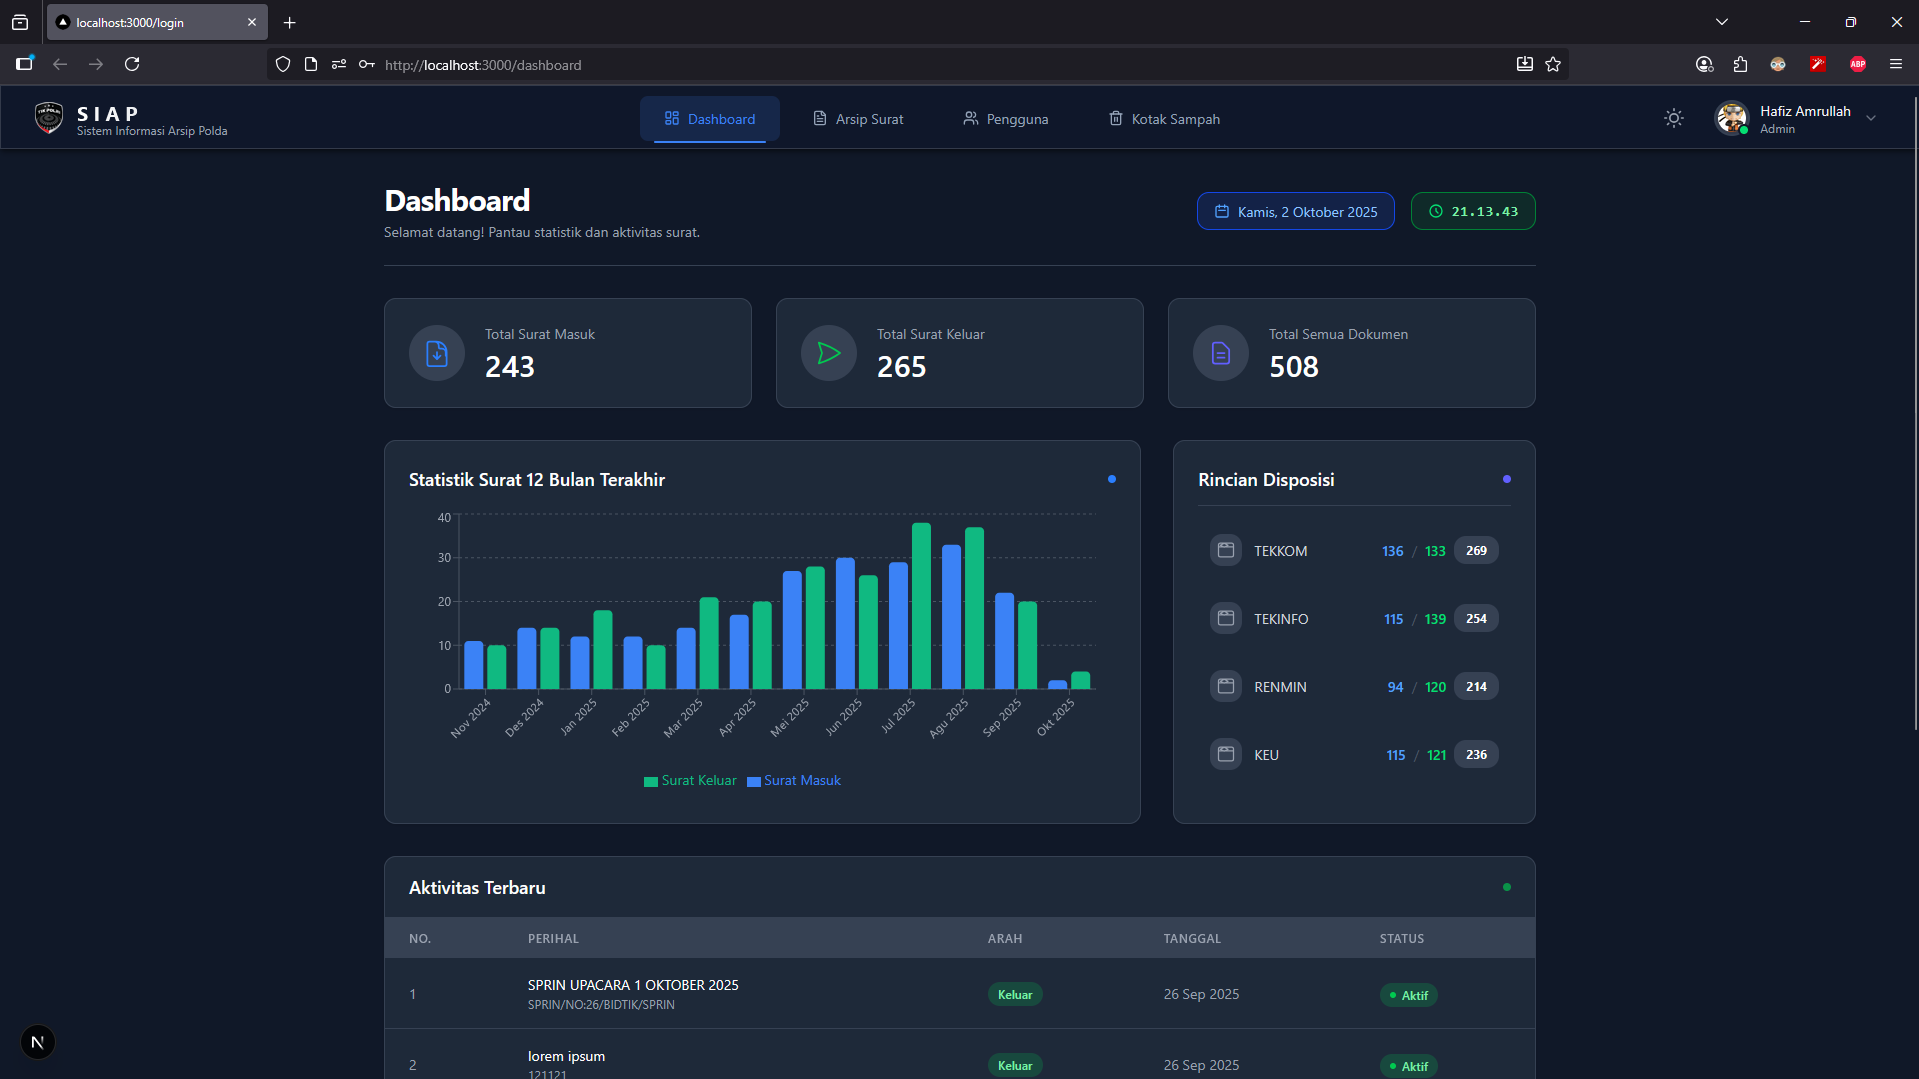 localhost:3000/login
http://localhost:3000/dashboard
ABP
SIAP
Sistem Informasi Arsip Polda
Dashboard
Arsip Surat
Pengguna
Kotak Sampah
Hafiz Amrullah
Admin
Dashboard
Selamat datang! Pantau statistik dan aktivitas surat.
Kamis, 2 Oktober 2025
21.13.43
Total Surat Masuk
243
Total Surat Keluar
265
Total Semua Dokumen
508
Statistik Surat 12 Bulan Terakhir
40
30
20
10
0
Nov 2024
Des 2024
Jan 2025
Feb 2025
Mar 2025
Apr 2025
Mei 2025
Jun 2025
Jul 2025
Agu 2025
Sep 2025
Okt 2025
Surat Keluar
Surat Masuk
Rincian Disposisi
TEKKOM 136 / 133 269
TEKINFO 115 / 139 254
RENMIN 94 / 120 214
KEU 115 / 121 236
Aktivitas Terbaru
NO. PERIHAL ARAH TANGGAL STATUS
1 SPRIN UPACARA 1 OKTOBER 2025 Keluar 26 Sep 2025 Aktif
SPRIN/NO:26/BIDTIK/SPRIN
2 lorem ipsum Keluar 26 Sep 2025 Aktif
121121
N